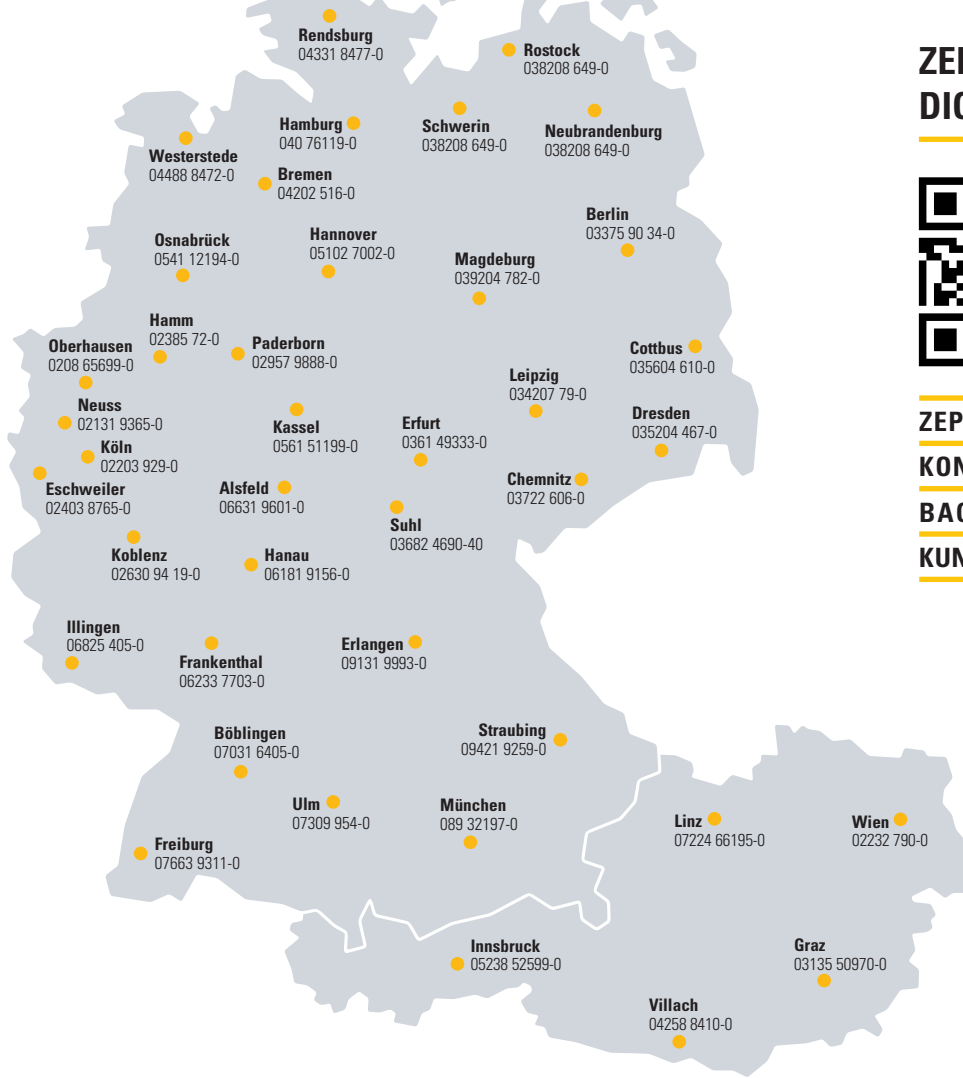 Rendsburg
04331 8477-0
Rostock
038208 649-0
Hamburg
040 76119-0
Schwerin
038208 649-0
Neubrandenburg
038208 649-0
Westerstede
04488 8472-0
Bremen
04202 516-0
Berlin
03375 90 34-0
Osnabrück
0541 12194-0
Hannover
05102 7002-0
Magdeburg
039204 782-0
Hamm
02385 72-0
Oberhausen
0208 65699-0
Paderborn
02957 9888-0
Cottbus
035604 610-0
Leipzig
034207 79-0
Neuss
02131 9365-0
Kassel
0561 51199-0
Erfurt
0361 49333-0
Dresden
035204 467-0
Köln
02203 929-0
Eschweiler
02403 8765-0
Alsfeld
06631 9601-0
Chemnitz
03722 606-0
Suhl
03682 4690-40
Koblenz
02630 94 19-0
Hanau
06181 9156-0
Illingen
06825 405-0
Frankenthal
06233 7703-0
Erlangen
09131 9993-0
Böblingen
07031 6405-0
Straubing
09421 9259-0
Ulm
07309 954-0
München
089 32197-0
Linz
07224 66195-0
Wien
02232 790-0
Freiburg
07663 9311-0
Innsbruck
05238 52599-0
Graz
03135 50970-0
Villach
04258 8410-0
ZEP
KON
KUN